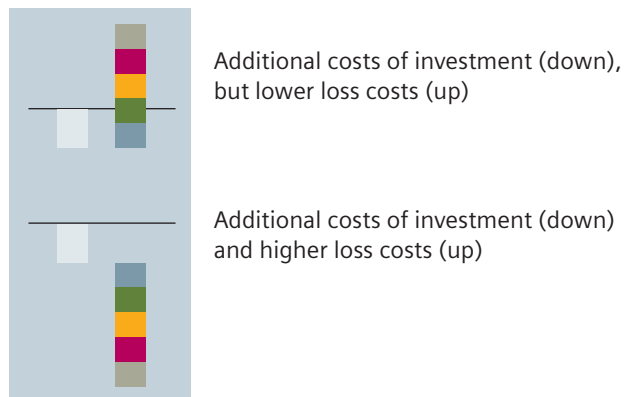 Additional costs of investment (down),
but lower loss costs (up)
Additional costs of investment (down)
and higher loss costs (up)